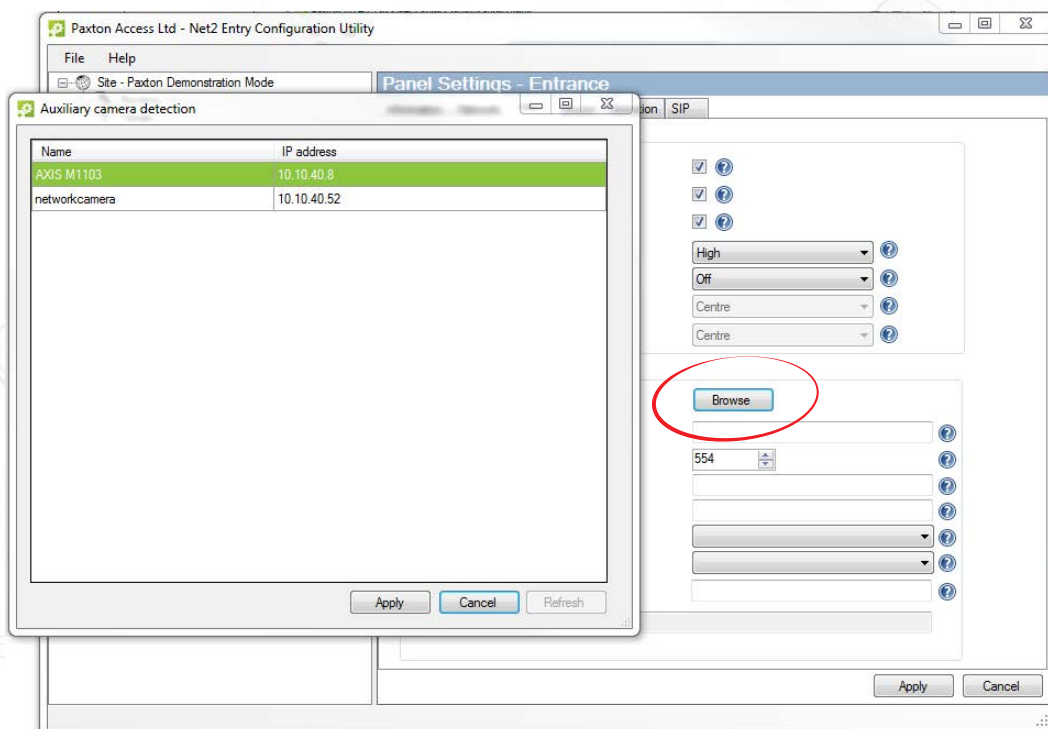 Paxton Access Ltd - Net2 Entry Configuration Utility
File Help
Site - Paxton Demonstration Mode
Panel Settings - Entrance
Auxiliary camera detection
SIP
Name IP address
AXIS M1103 10.10.40.8
networkcamera 10.10.40.52
High
Off
Centre
Centre
Browse
554
Apply Cancel Refresh
Apply Cancel